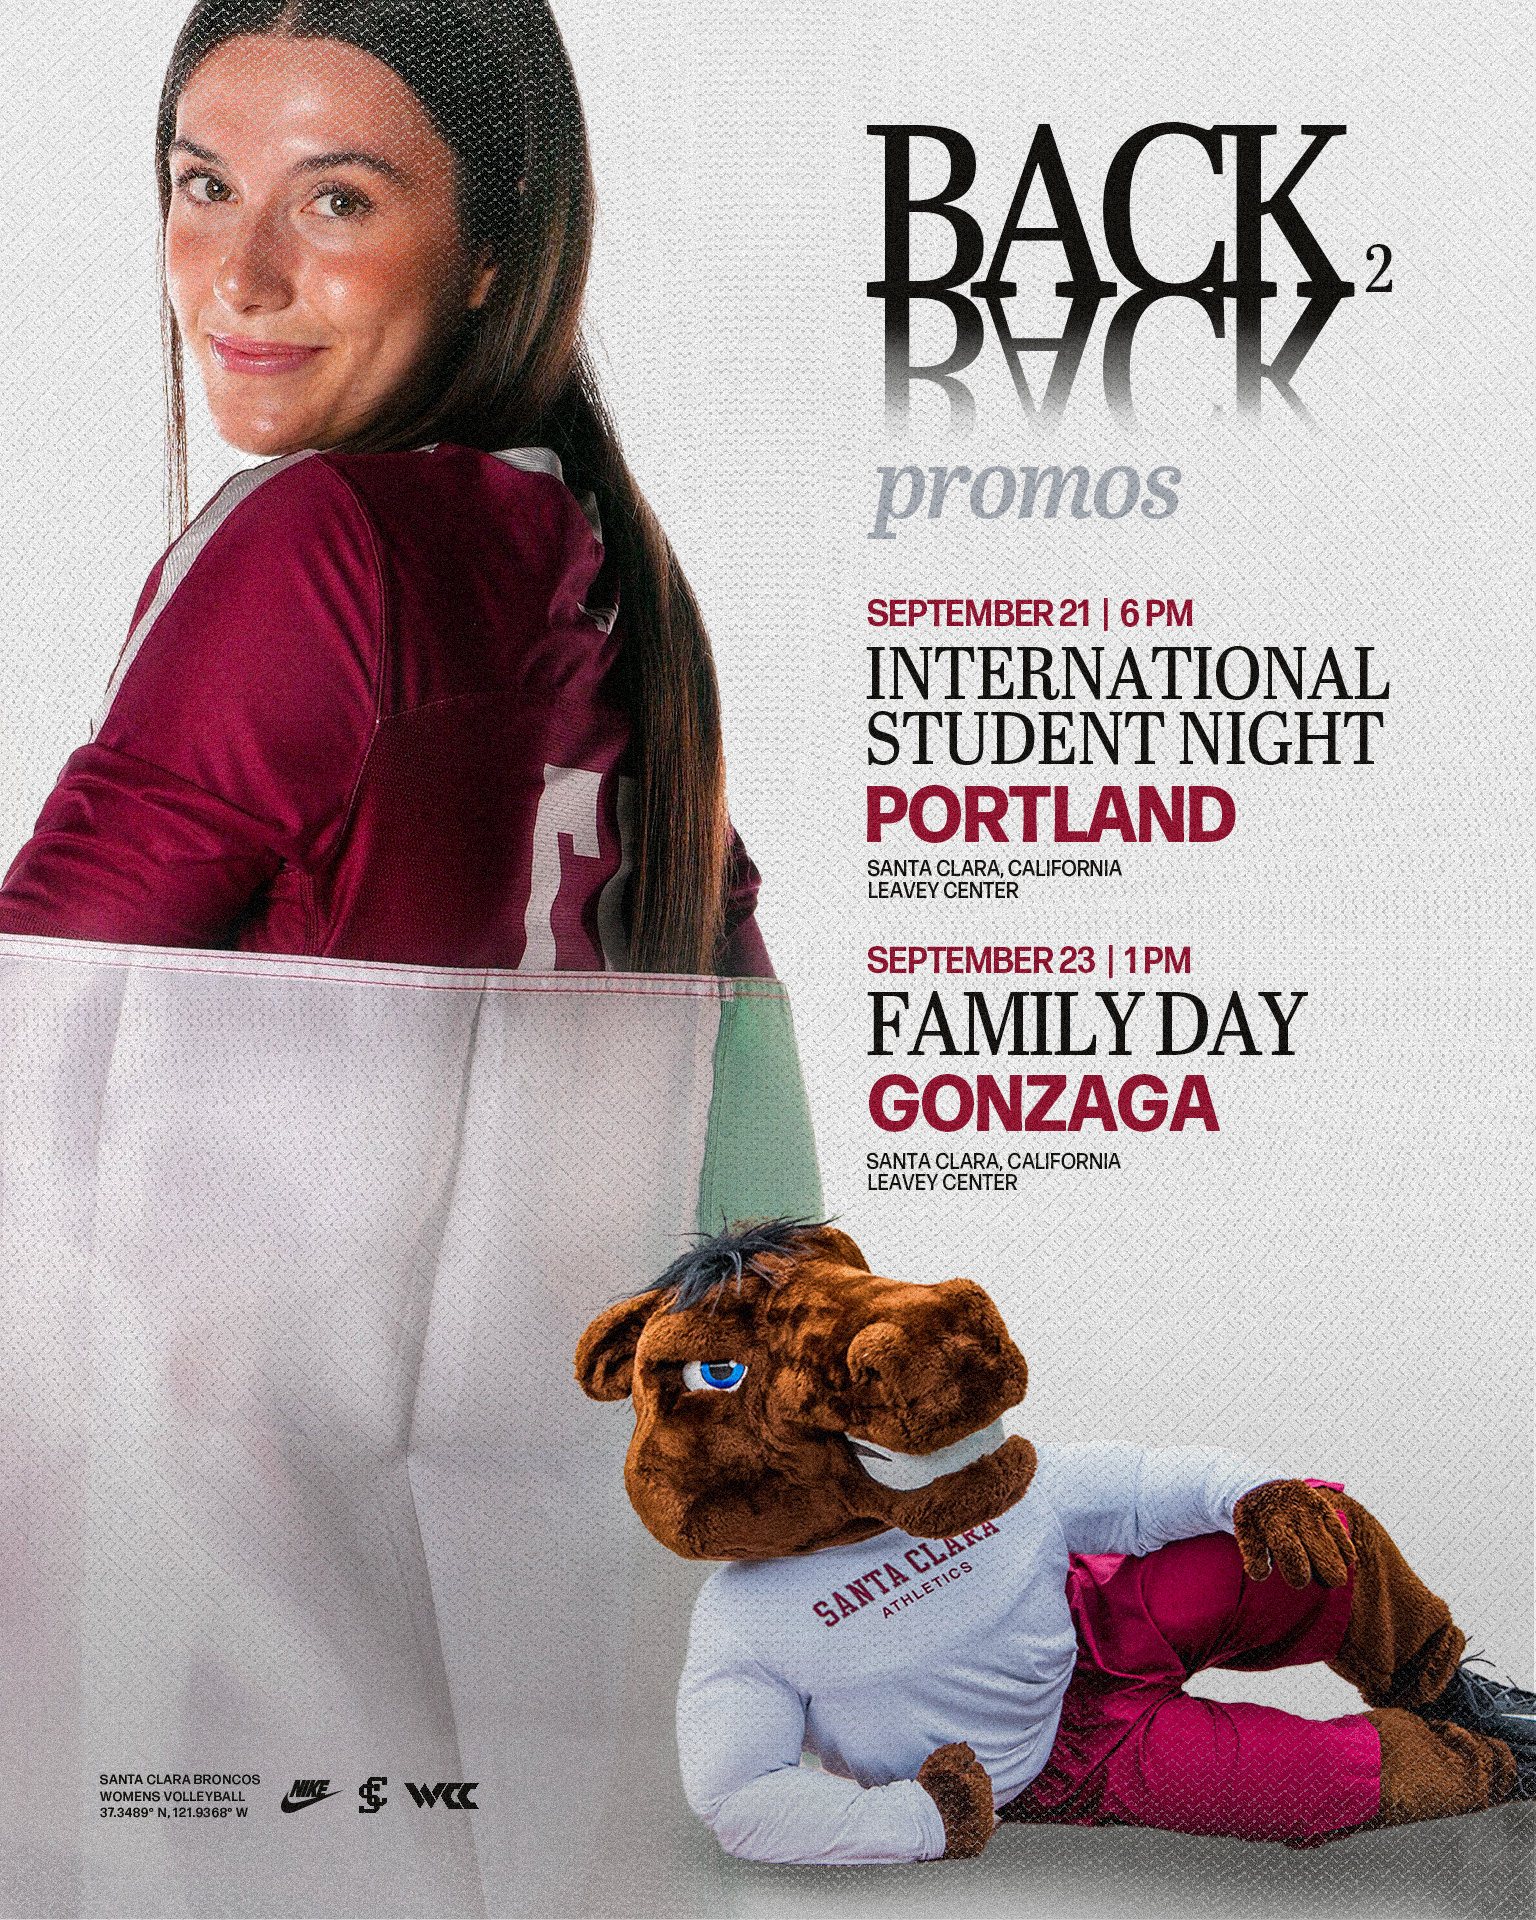 BACK 2
BACK
promos
SEPTEMBER 21 | 6 PM
INTERNATIONAL
STUDENT NIGHT
PORTLAND
SANTA CLARA, CALIFORNIA
LEAVEY CENTER
SEPTEMBER 23 | 1 PM
FAMILY DAY
GONZAGA
SANTA CLARA, CALIFORNIA
LEAVEY CENTER
SANTA CLARA
ATHLETICS
SANTA CLARA BRONCOS
WOMENS VOLLEYBALL
37.3489° N, 121.9368° W
NIKE SC WCC